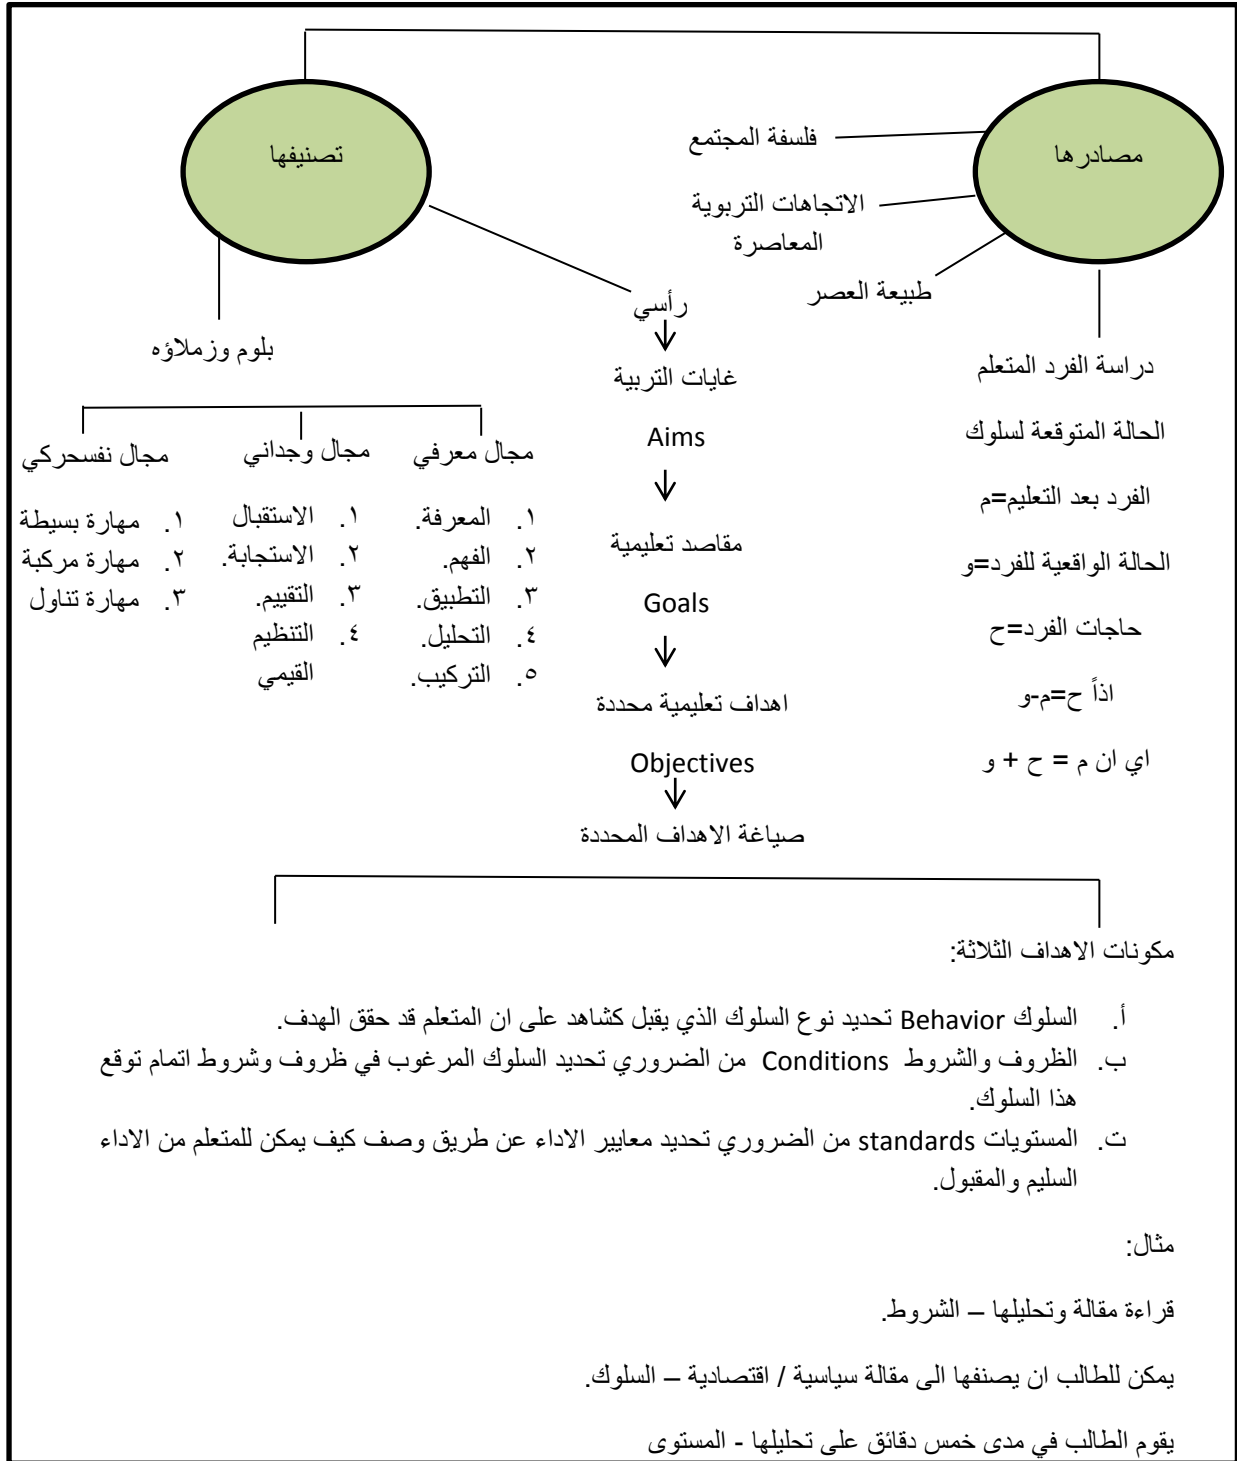 مصادرها
تصنيفها
فلسفة المجتمع
الاتجاهات التربوية
المعاصرة
طبيعة العصر
دراسة الفرد المتعلم
الحالة المتوقعة لسلوك
الفرد بعد التعليم=م
الحالة الواقعية للفرد=و
حاجات الفرد=ح
اذاً ح=م-و
اي ان م = ح + و
رأسي
غايات التربية
Aims
مقاصد تعليمية
Goals
اهداف تعليمية محددة
Objectives
صياغة الاهداف المحددة
بلوم وزملاؤه
مجال معرفي
١. المعرفة.
٢. الفهم.
٣. التطبيق.
٤. التحليل.
٥. التركيب.
مجال وجداني
١. الاستقبال
٢. الاستجابة.
٣. التقييم.
٤. التنظيم
القيمي
مجال نفسحركي
١. مهارة بسيطة
٢. مهارة مركبة
٣. مهارة تناول
مكونات الاهداف الثلاثة:
أ. السلوك Behavior تحديد نوع السلوك الذي يقبل كشاهد على ان المتعلم قد حقق الهدف.
ب. الظروف والشروط Conditions من الضروري تحديد السلوك المرغوب في ظروف وشروط اتمام توقع
هذا السلوك.
ت. المستويات standards من الضروري تحديد معايير الاداء عن طريق وصف كيف يمكن للمتعلم من الاداء
السليم والمقبول.
مثال:
قراءة مقالة وتحليلها – الشروط.
يمكن للطالب ان يصنفها الى مقالة سياسية / اقتصادية – السلوك.
يقوم الطالب في مدى خمس دقائق على تحليلها - المستوى